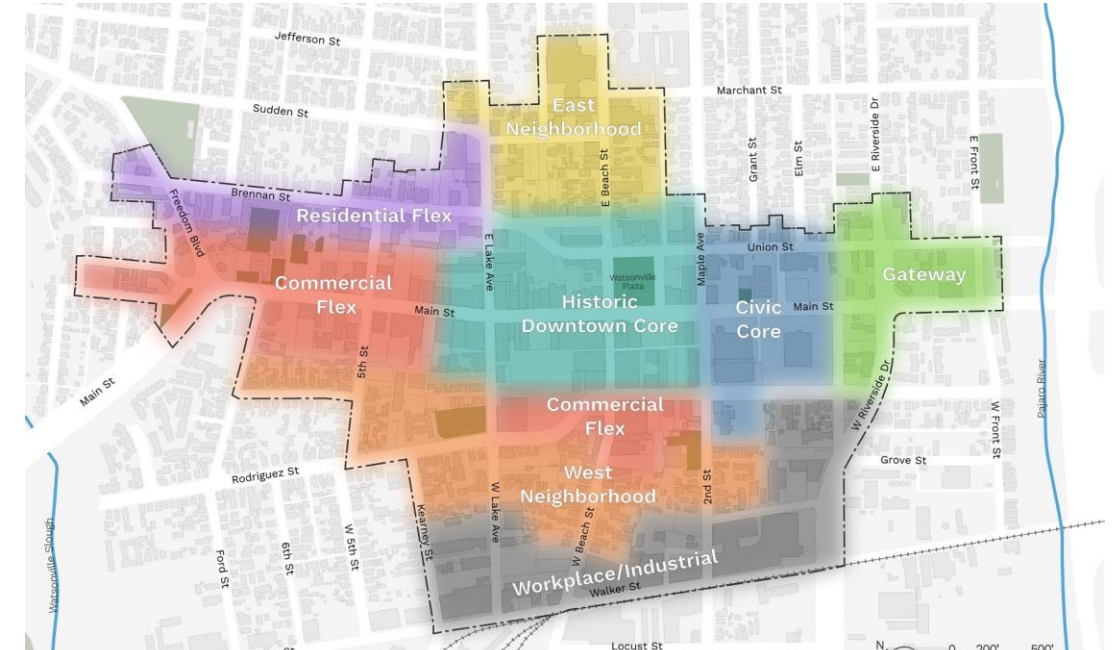 Jefferson St
Sudden St
Marchant St
East
Neighborhood
E Beach St
Grant St
Elm St
E Riverside Dr
E Front St
Brennan St
Freedom Blvd
Residential Flex
E Lake Ave
Maple Ave
Union St
Watsonville
Plaza
Commercial
Flex
Main St
Historic
Downtown Core
Civic
Core
Main St
Gateway
5th St
Main St
Commercial
Flex
W Riverside Dr
Pajaro River
W Front St
Rodriguez St
West
Neighborhood
2nd St
Grove St
Kearney St
W Lake Ave
W Beach St
Watsonville Slough
Ford St
6th St
W 5th St
Workplace/Industrial
Walker St
Locust St
N
0
200'
500'